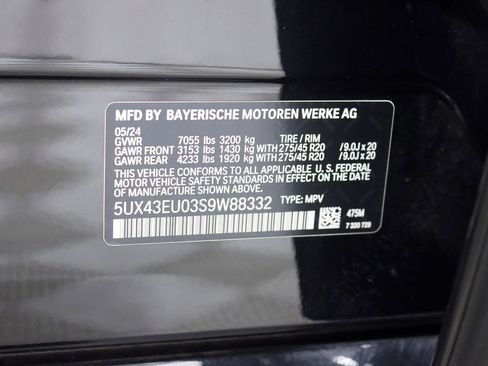 MFD BY BAYERISCHE MOTOREN WERKE AG
05/24
GVWR 7055 lbs 3200 kg TIRE / RIM
GAWR FRONT 3153 lbs 1430 kg WITH 275/45 R20 / 9.0J x 20
GAWR REAR 4233 lbs 1920 kg WITH 275/45 R20 / 9.0J x 20
THIS VEHICLE CONFORMS TO ALL APPLICABLE U.S. FEDERAL
MOTOR VEHICLE SAFETY STANDARDS IN EFFECT ON THE DATE
OF MANUFACTURE SHOWN ABOVE.
5UX43EU03S9W88332 TYPE: MPV
475M
7 320 739